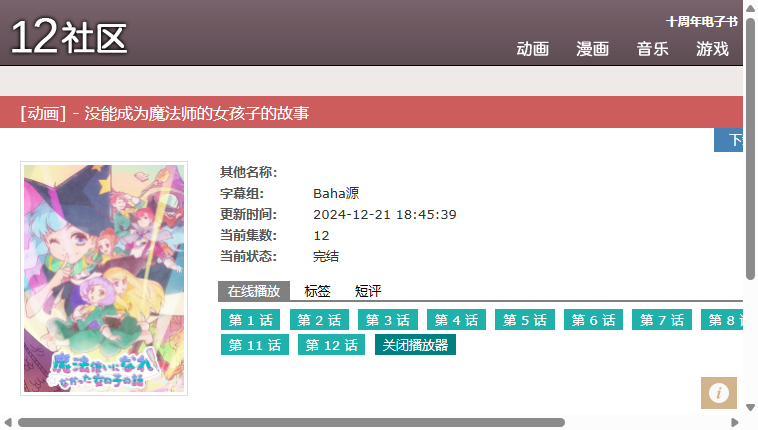 十周年电子书
12社区
动画 漫画 音乐 游戏
[动画] - 没能成为魔法师的女孩子的故事
其他名称:
字幕组: Baha源
更新时间: 2024-12-21 18:45:39
当前集数: 12
当前状态: 完结
在线播放 标签 短评
第 1 话 第 2 话 第 3 话 第 4 话 第 5 话 第 6 话 第 7 话 第 8
第 11 话 第 12 话 关闭播放器
魔法使いになれ!
なかった女の子の話
i